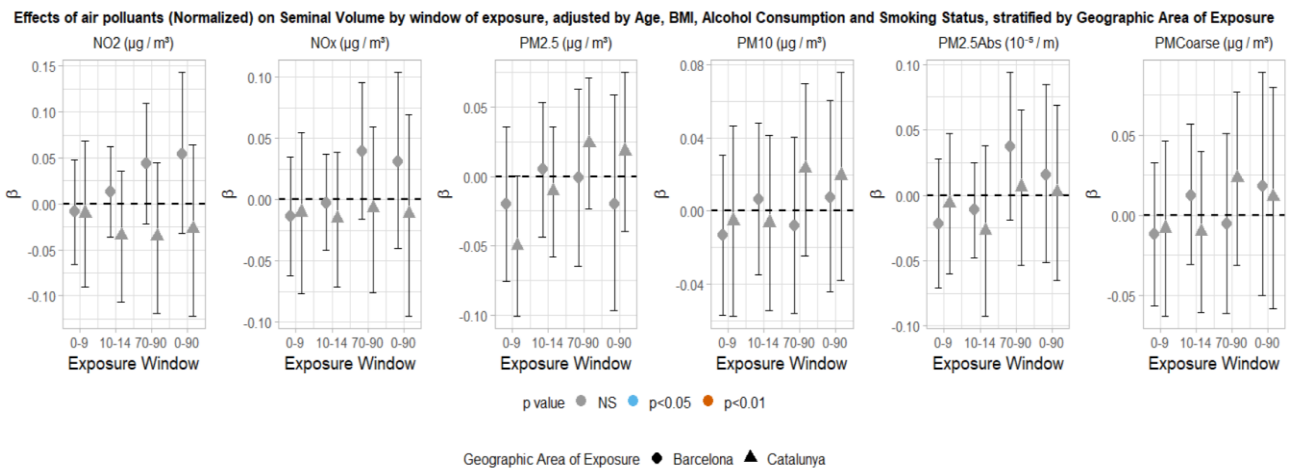 Effects of air polluants (Normalized) on Seminal Volume by window of exposure, adjusted by Age, BMI, Alcohol Consumption and Smoking Status, stratified by Geographic Area of Exposure
NO2 (µg / m³)
0.15
0.10
0.05
0.00
-0.05
-0.10
β
0-9 10-14 70-90 0-90
Exposure Window
NOx (µg / m³)
0.10
0.05
0.00
-0.05
-0.10
β
0-9 10-14 70-90 0-90
Exposure Window
PM2.5 (µg / m³)
0.05
0.00
-0.05
-0.10
β
0-9 10-14 70-90 0-90
Exposure Window
PM10 (µg / m³)
0.08
0.04
0.00
-0.04
β
0-9 10-14 70-90 0-90
Exposure Window
PM2.5Abs (10⁻⁵ / m)
0.10
0.05
0.00
-0.05
-0.10
β
0-9 10-14 70-90 0-90
Exposure Window
PMCoarse (µg / m³)
0.05
0.00
-0.05
β
0-9 10-14 70-90 0-90
Exposure Window
p value NS p<0.05 p<0.01
Geographic Area of Exposure Barcelona Catalunya